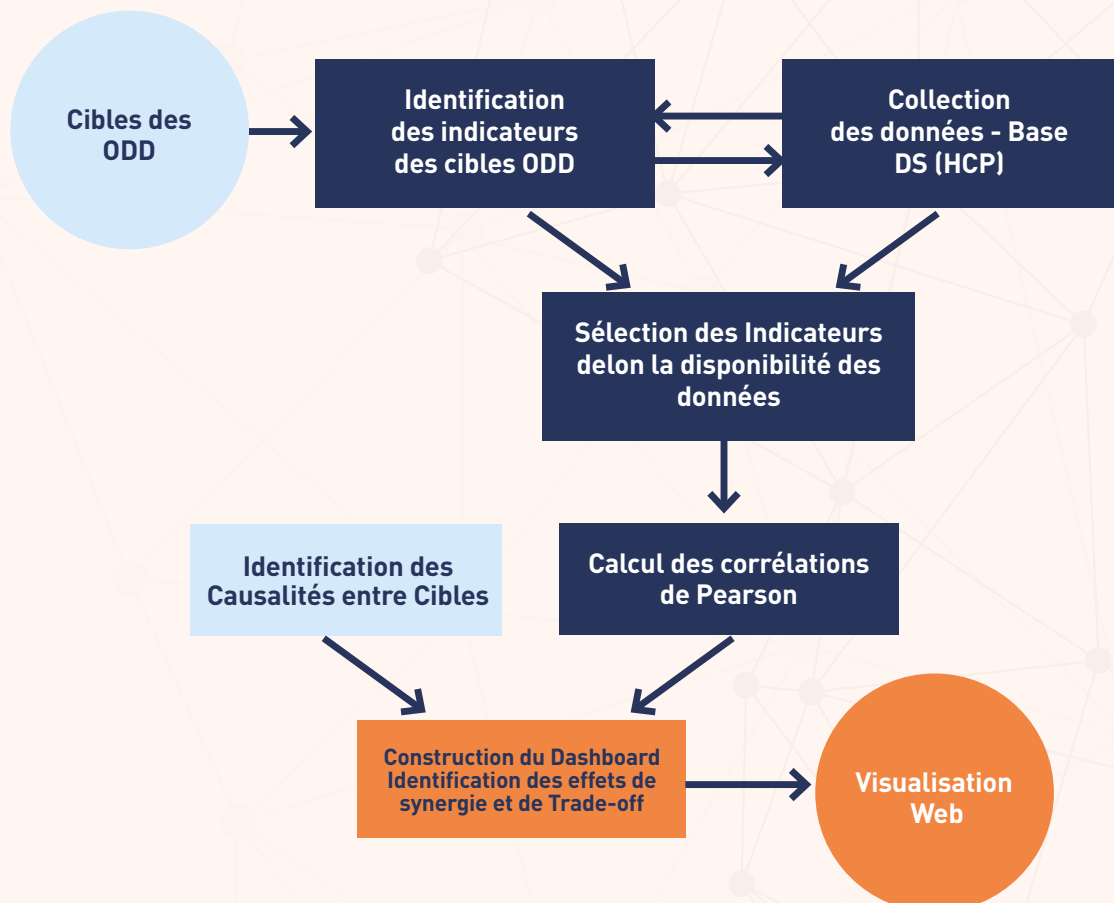 Cibles des
ODD
Identification
des indicateurs
des cibles ODD
Collection
des données - Base
DS (HCP)
Sélection des Indicateurs
delon la disponibilité des
données
Identification des
Causalités entre Cibles
Calcul des corrélations
de Pearson
Construction du Dashboard
Identification des effets de
synergie et de Trade-off
Visualisation
Web